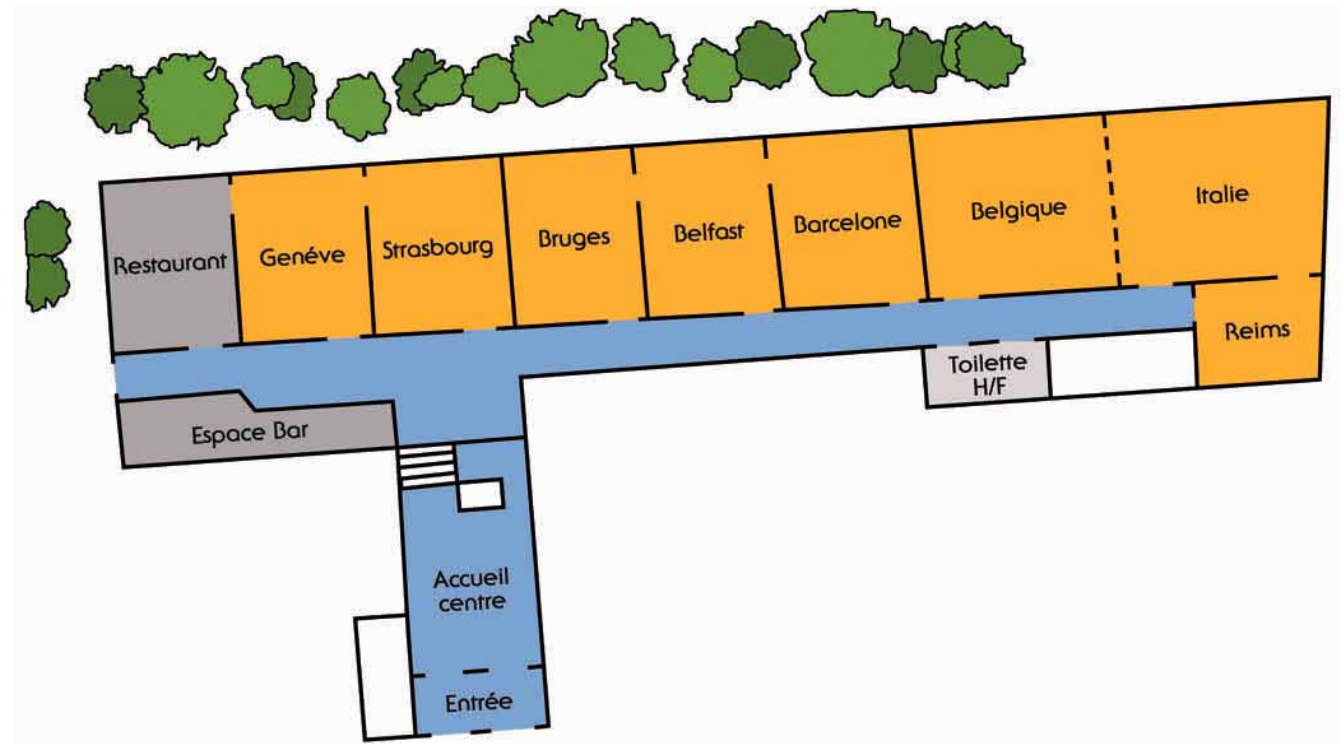 Restaurant
Genéve
Strasbourg
Bruges
Belfast
Barcelone
Belgique
Italie
Reims
Toilette
H/F
Espace Bar
Accueil
centre
Entrée